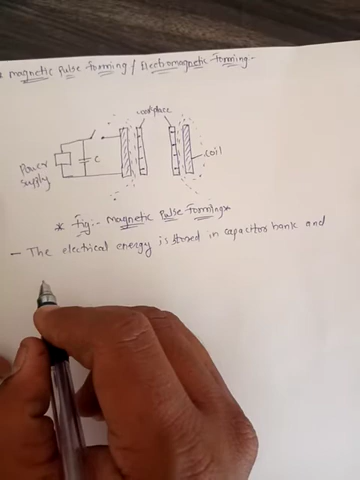 Magnetic Pulse Forming / Electromagnetic Forming -
workpiece
coil
C
Power
supply
* Fig:- Magnetic Pulse Forming *
- The electrical energy is stored in capacitor bank and